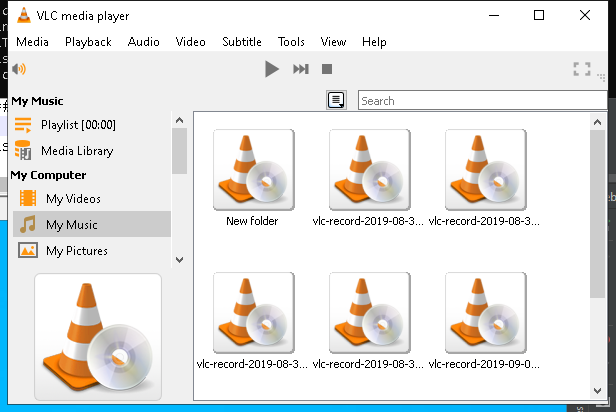 VLC media player
Media Playback Audio Video Subtitle Tools View Help
My Music
Playlist [00:00]
Media Library
My Computer
My Videos
My Music
My Pictures
Search
New folder vlc-record-2019-08-3... vlc-record-2019-08-3...
vlc-record-2019-08-3... vlc-record-2019-08-3... vlc-record-2019-09-0...